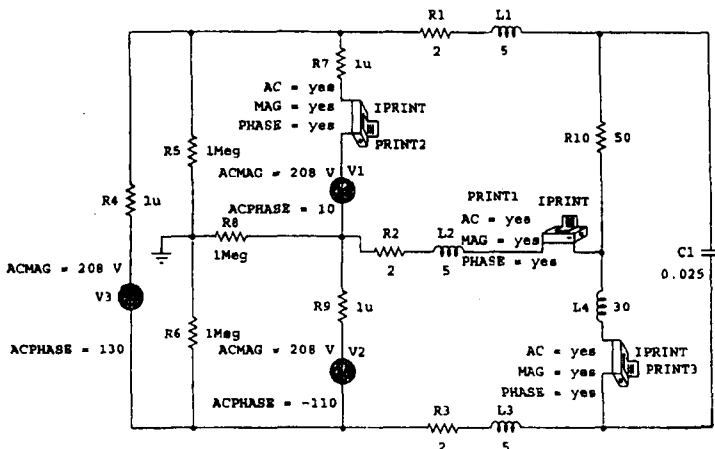 R1
L1
2
5
R7
1u
AC = yes
MAG = yes
PHASE = yes
IPRINT
PRINT2
R10
50
R5
1Meg
ACMAG = 208 V
V1
ACPHASE = 10
R4
1u
R8
1Meg
PRINT1
IPRINT
AC = yes
MAG = yes
PHASE = yes
R2
L2
2
5
C1
0.025
ACMAG = 208 V
V3
ACPHASE = 130
R9
1u
R6
1Meg
L4
30
ACMAG = 208 V
V2
ACPHASE = -110
AC = yes
MAG = yes
PHASE = yes
IPRINT
PRINT3
R3
L3
2
5